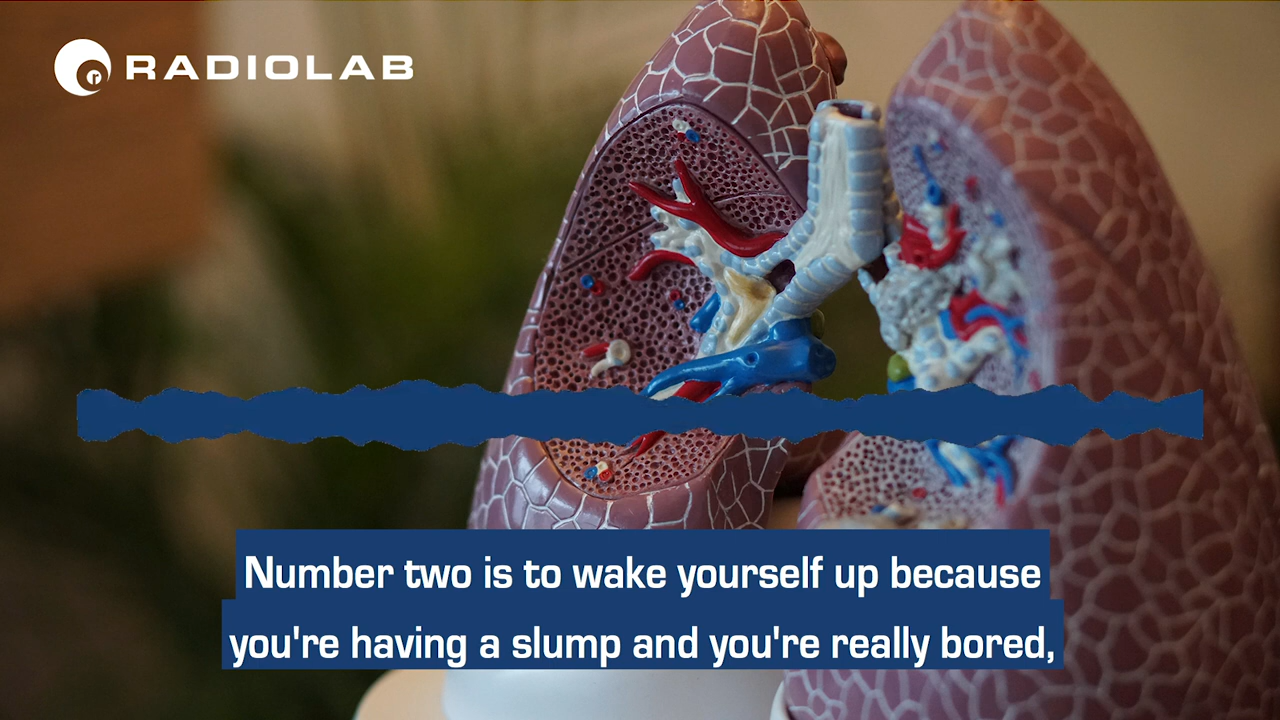 RADIOLAB
Number two is to wake yourself up because
you're having a slump and you're really bored,